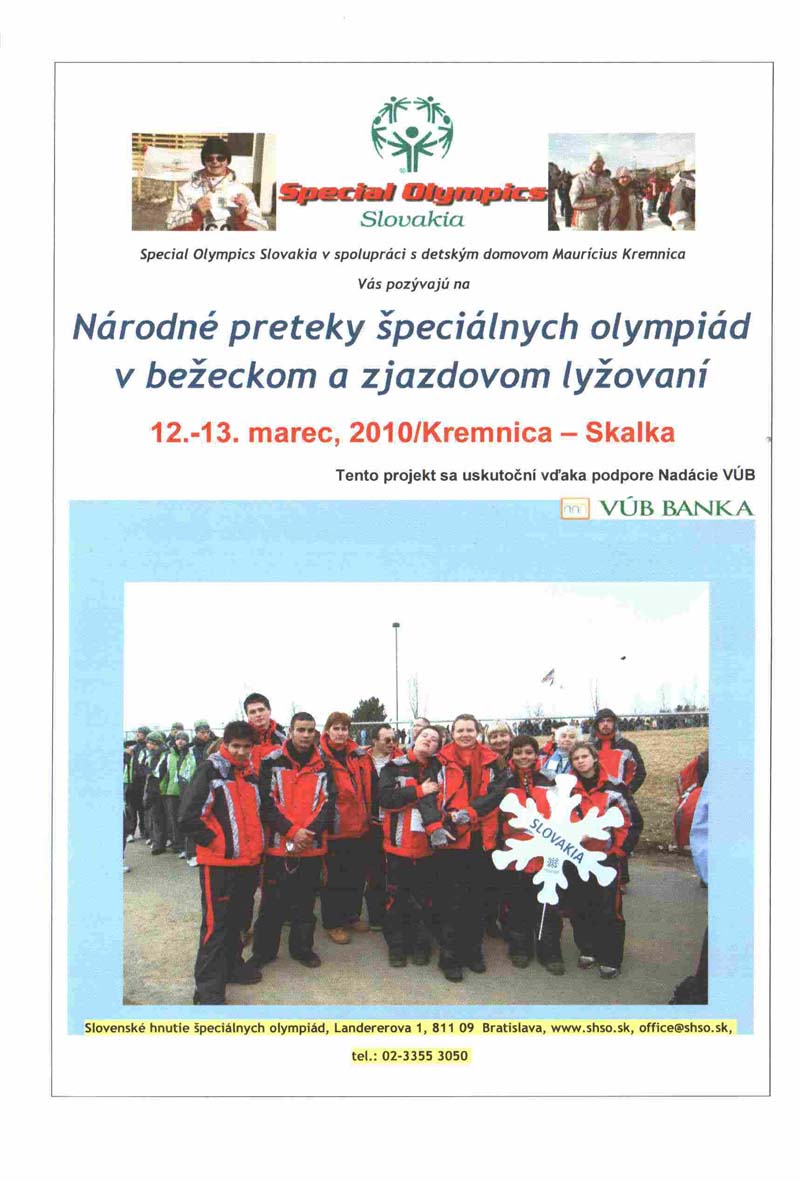 Special Olympics
Slovakia
Special Olympics Slovakia v spolupráci s detským domovom Maurícius Kremnica
Vás pozývajú na
Národné preteky špeciálnych olympiád
v bežeckom a zjazdovom lyžovaní
12.-13. marec, 2010/Kremnica – Skalka
Tento projekt sa uskutoční vďaka podpore Nadácie VÚB
VÚB BANKA
SLOVAKIA
Slovenské hnutie špeciálnych olympiád, Landererova 1, 811 09 Bratislava, www.shso.sk, office@shso.sk,
tel.: 02-3355 3050